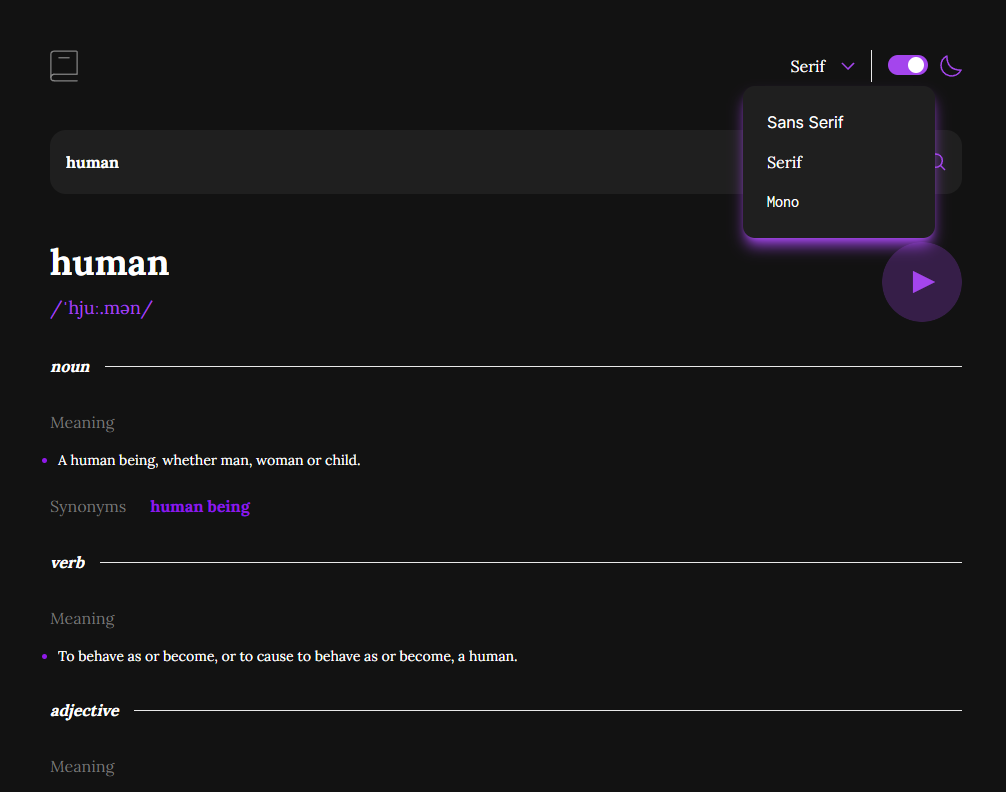 Serif
Sans Serif
Serif
Mono
human
human
/ˈhjuː.mən/
noun
Meaning
A human being, whether man, woman or child.
Synonyms human being
verb
Meaning
To behave as or become, or to cause to behave as or become, a human.
adjective
Meaning